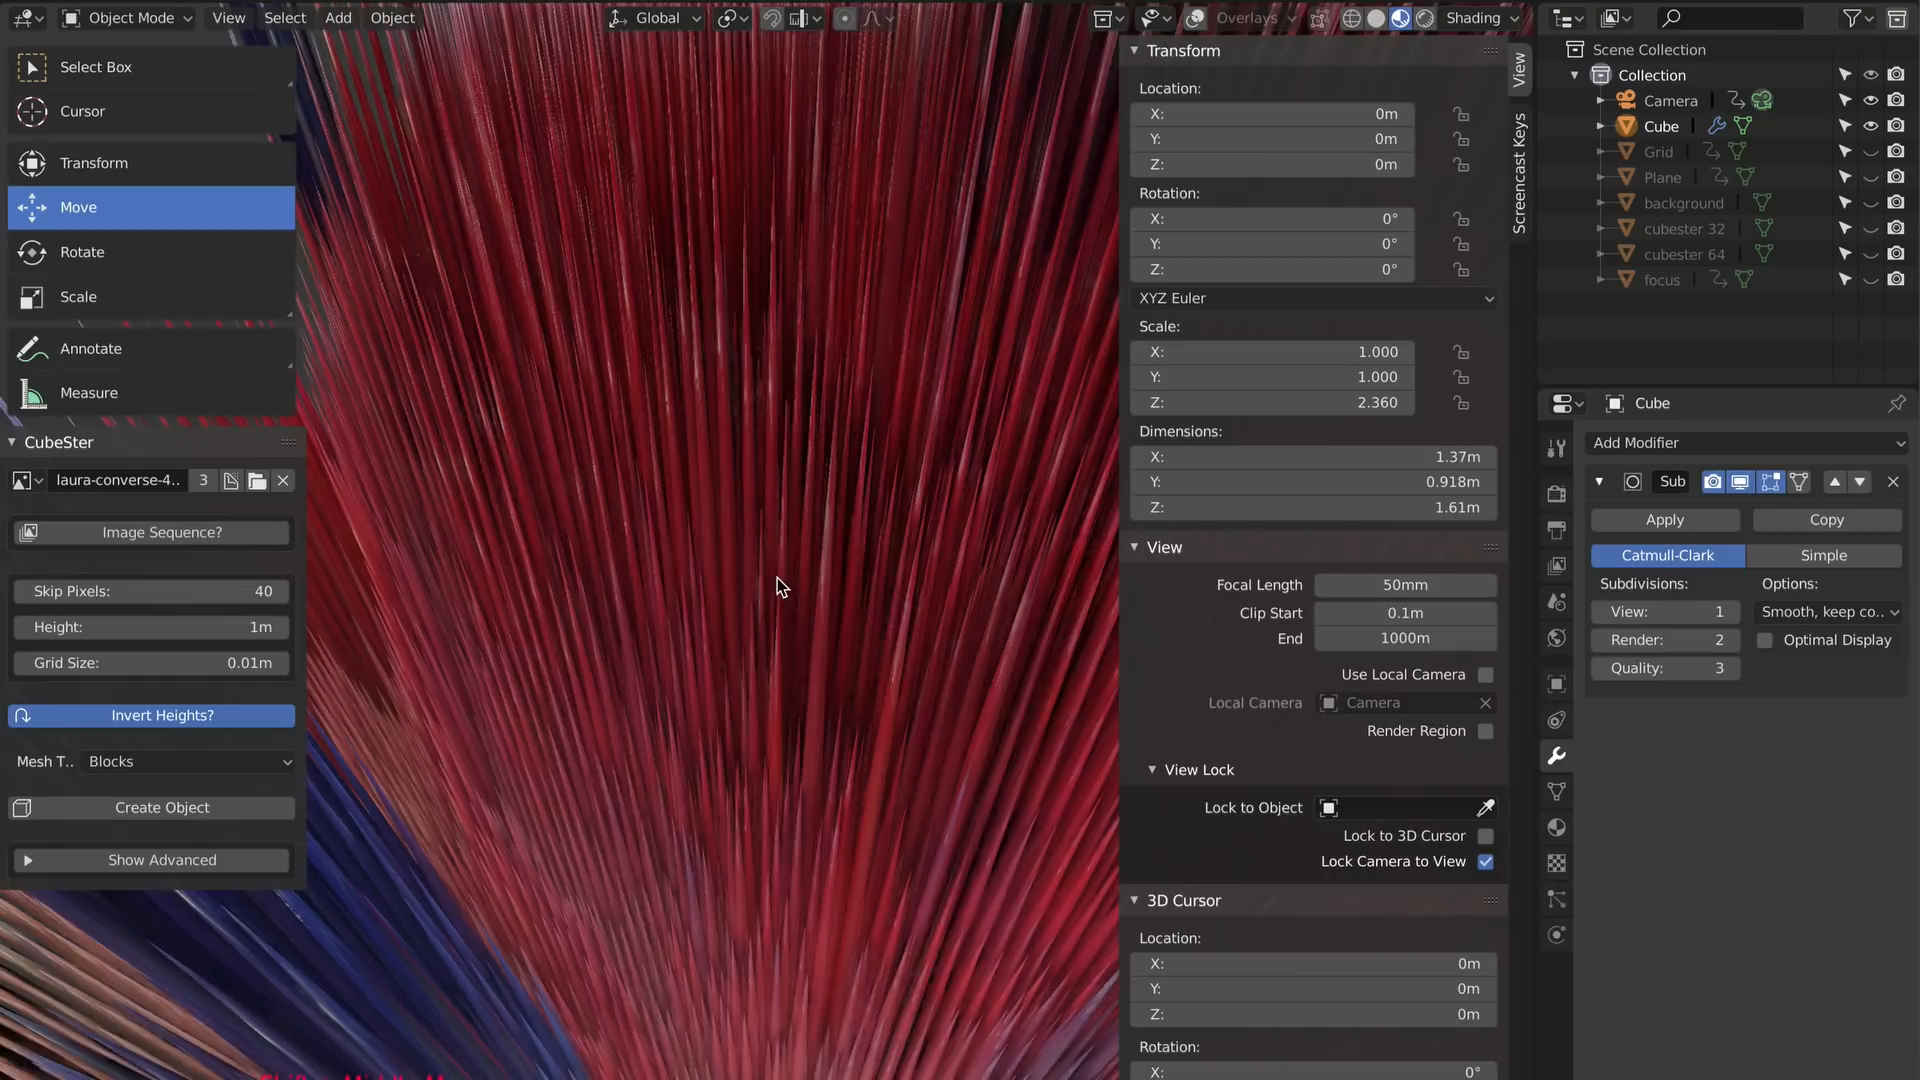 Object Mode
View
Select
Add
Object
Global
Overlays
Shading
Select Box
Cursor
Transform
Move
Rotate
Scale
Annotate
Measure
CubeSter
laura-converse-4..
3
Image Sequence?
Skip Pixels: 40
Height: 1m
Grid Size: 0.01m
Invert Heights?
Mesh T..
Blocks
Create Object
Show Advanced
Transform
Location:
X: 0m
Y: 0m
Z: 0m
Rotation:
X: 0°
Y: 0°
Z: 0°
XYZ Euler
Scale:
X: 1.000
Y: 1.000
Z: 2.360
Dimensions:
X: 1.37m
Y: 0.918m
Z: 1.61m
View
Focal Length 50mm
Clip Start 0.1m
End 1000m
Use Local Camera
Local Camera Camera
Render Region
View Lock
Lock to Object
Lock to 3D Cursor
Lock Camera to View
3D Cursor
Location:
X: 0m
Y: 0m
Z: 0m
Rotation:
X: 0°
View
Screencast Keys
Scene Collection
Collection
Camera
Cube
Grid
Plane
background
cubester 32
cubester 64
focus
Cube
Add Modifier
Sub
Apply
Copy
Catmull-Clark
Simple
Subdivisions:
Options:
View: 1
Smooth, keep co..
Render: 2
Optimal Display
Quality: 3